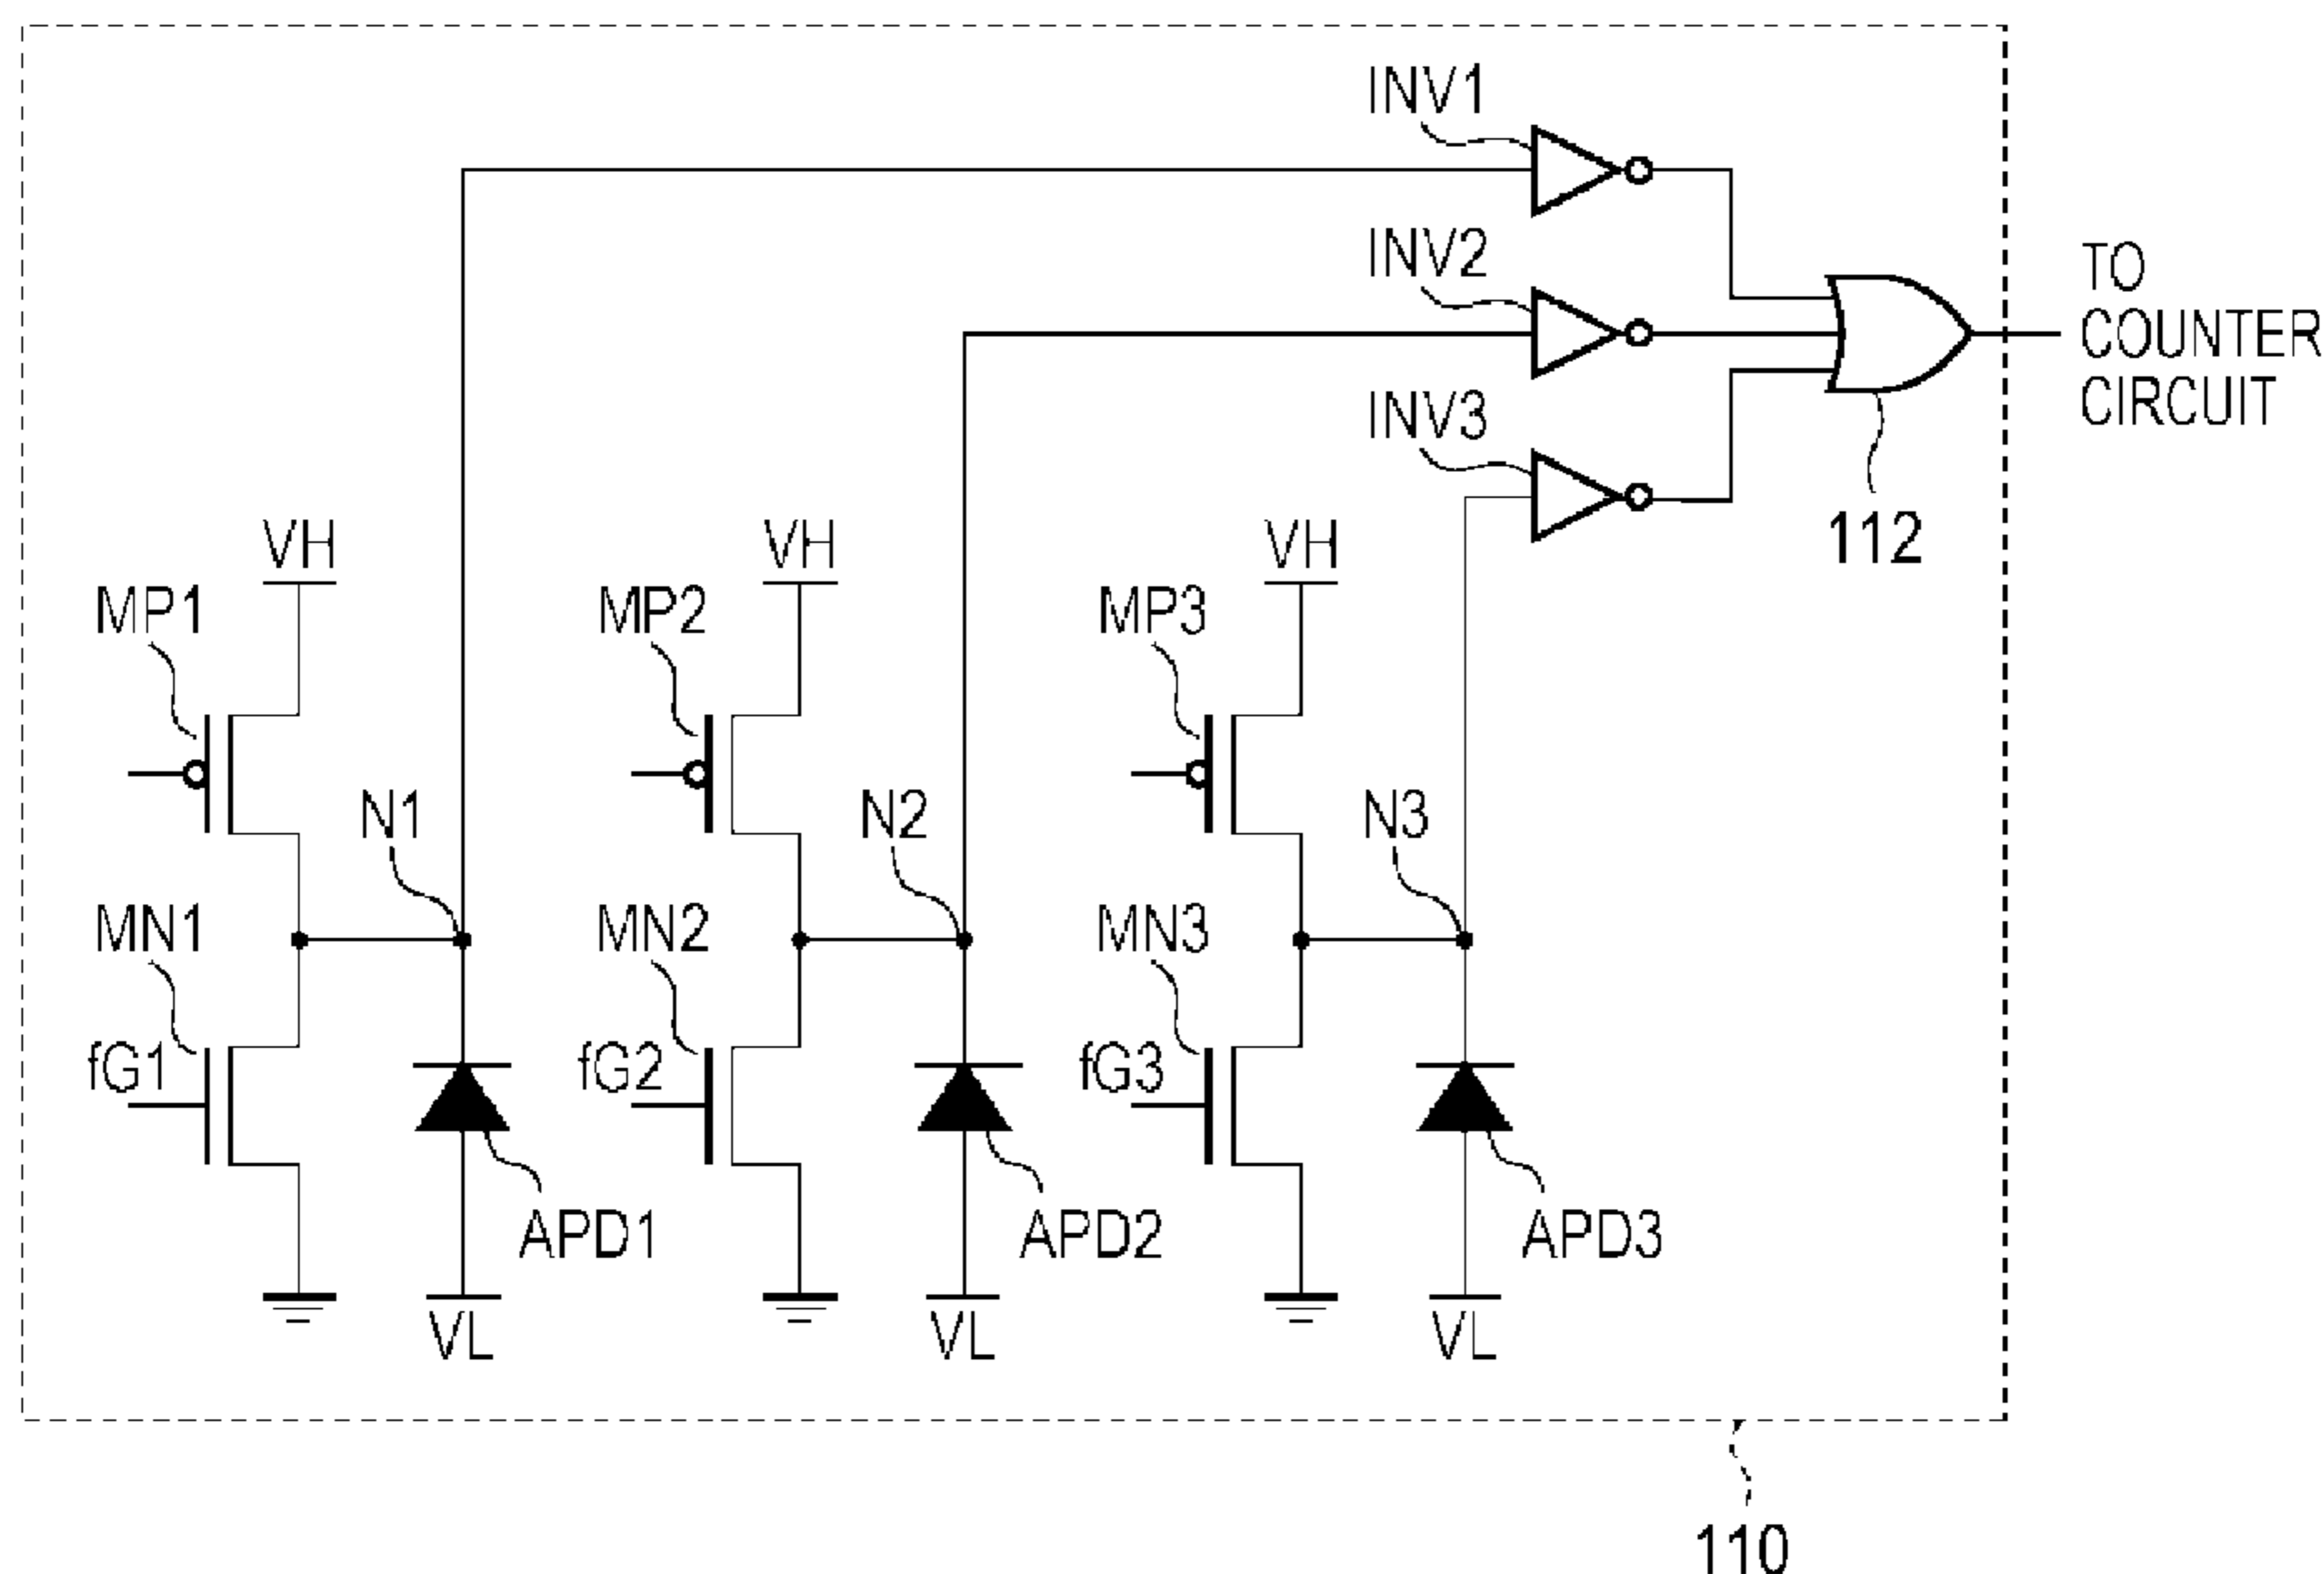 INV1
INV2
TO
COUNTER
CIRCUIT
INV3
112
VH
VH
VH
MP1
MP2
MP3
N1
N2
N3
MN1
MN2
MN3
fG1
fG2
fG3
APD1
APD2
APD3
VL
VL
VL
110